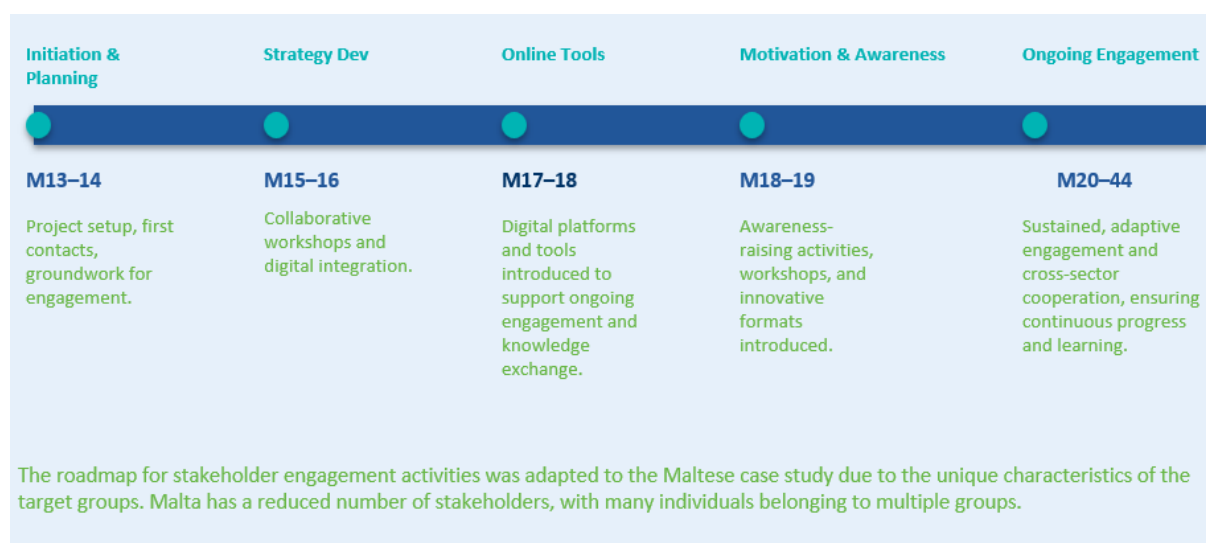 Initiation &
Planning
Strategy Dev
Online Tools
Motivation & Awareness
Ongoing Engagement
M13–14
M15–16
M17–18
M18–19
M20–44
Project setup, first
contacts,
groundwork for
engagement.
Collaborative
workshops and
digital integration.
Digital platforms
and tools
introduced to
support ongoing
engagement and
knowledge
exchange.
Awareness-
raising activities,
workshops, and
innovative
formats
introduced.
Sustained, adaptive
engagement and
cross-sector
cooperation, ensuring
continuous progress
and learning.
The roadmap for stakeholder engagement activities was adapted to the Maltese case study due to the unique characteristics of the
target groups. Malta has a reduced number of stakeholders, with many individuals belonging to multiple groups.